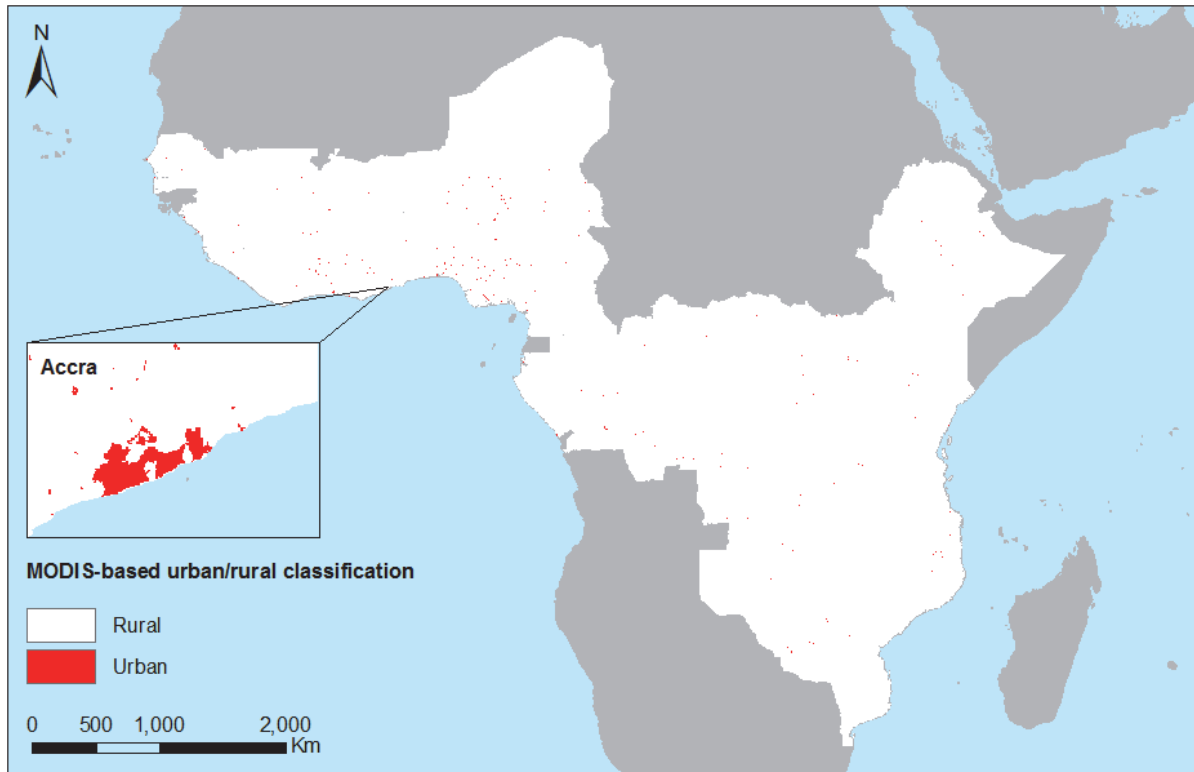 N
Accra
MODIS-based urban/rural classification
Rural
Urban
0 500 1,000 2,000
Km